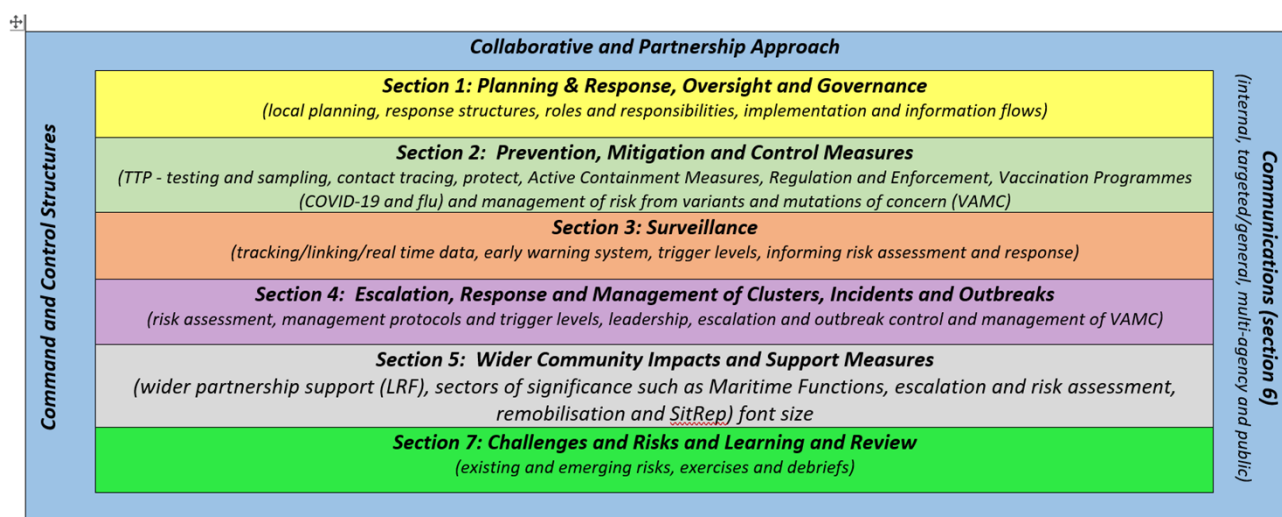 Collaborative and Partnership Approach
Command and Control Structures
Section 1: Planning & Response, Oversight and Governance
(local planning, response structures, roles and responsibilities, implementation and information flows)
Section 2:  Prevention, Mitigation and Control Measures
(TTP - testing and sampling, contact tracing, protect, Active Containment Measures, Regulation and Enforcement, Vaccination Programmes
(COVID-19 and flu) and management of risk from variants and mutations of concern (VAMC)
Section 3: Surveillance
(tracking/linking/real time data, early warning system, trigger levels, informing risk assessment and response)
Section 4:  Escalation, Response and Management of Clusters, Incidents and Outbreaks
(risk assessment, management protocols and trigger levels, leadership, escalation and outbreak control and management of VAMC)
Section 5:  Wider Community Impacts and Support Measures
(wider partnership support (LRF), sectors of significance such as Maritime Functions, escalation and risk assessment,
remobilisation and SitRep) font size
Section 7: Challenges and Risks and Learning and Review
(existing and emerging risks, exercises and debriefs)
Communications (section 6)
(internal, targeted/general, multi-agency and public)